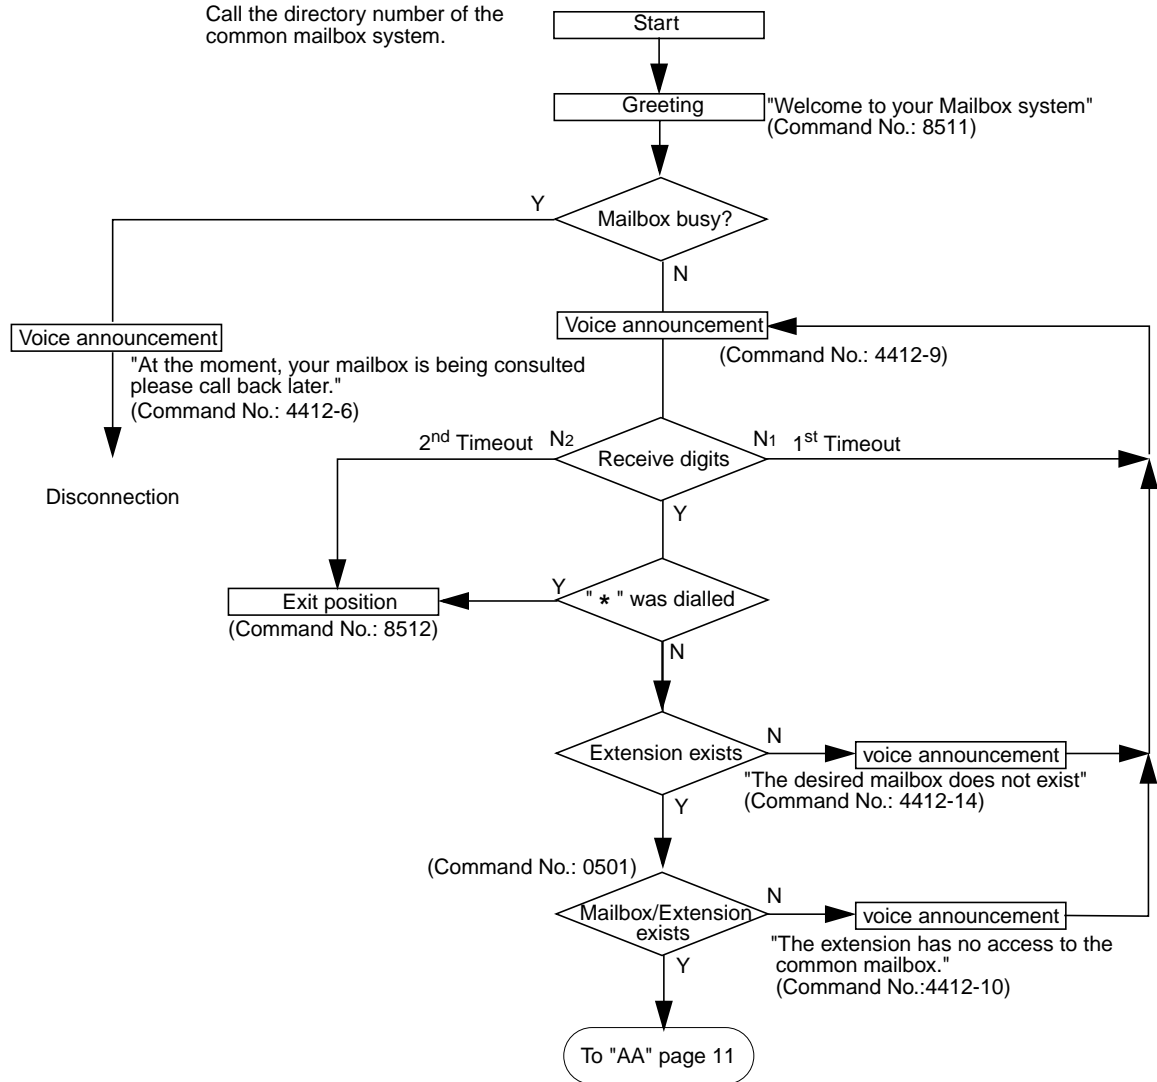 Call the directory number of the
common mailbox system.
Start
Greeting
"Welcome to your Mailbox system"
(Command No.: 8511)
Y
Mailbox busy?
N
Voice announcement
"At the moment, your mailbox is being consulted
please call back later."
(Command No.: 4412-6)
Disconnection
Voice announcement
(Command No.: 4412-9)
2nd Timeout
N2
Receive digits
N1
1st Timeout
Y
Exit position
(Command No.: 8512)
Y
" * " was dialled
N
Extension exists
N
voice announcement
"The desired mailbox does not exist"
(Command No.: 4412-14)
Y
(Command No.: 0501)
Mailbox/Extension
exists
N
voice announcement
"The extension has no access to the
common mailbox."
(Command No.:4412-10)
Y
To "AA" page 11